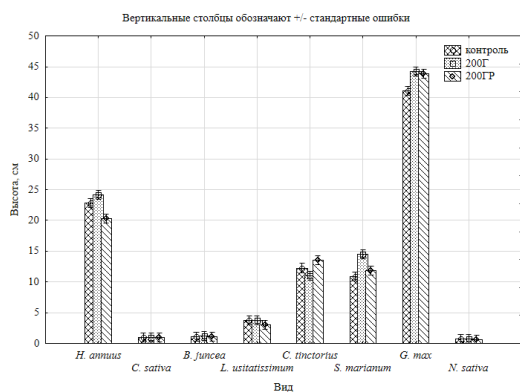 Вертикальные столбцы обозначают +/- стандартные ошибки
контроль
200Г
200ГР
Высота, см
50
45
40
35
30
25
20
15
10
5
0
H. annuus
C. sativa
B. juncea
L. usitatissimum
C. tinctorius
S. marianum
G. max
N. sativa
Вид